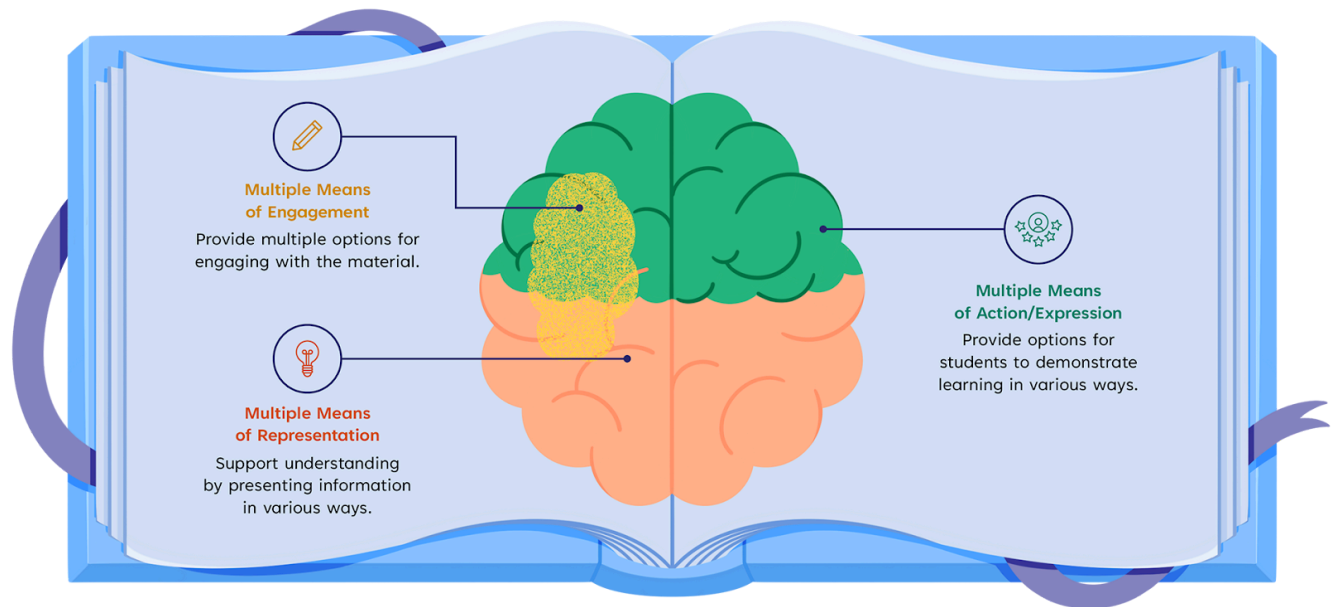 Multiple Means
of Engagement
Provide multiple options for
engaging with the material.
Multiple Means
of Representation
Support understanding
by presenting information
in various ways.
Multiple Means
of Action/Expression
Provide options for
students to demonstrate
learning in various ways.